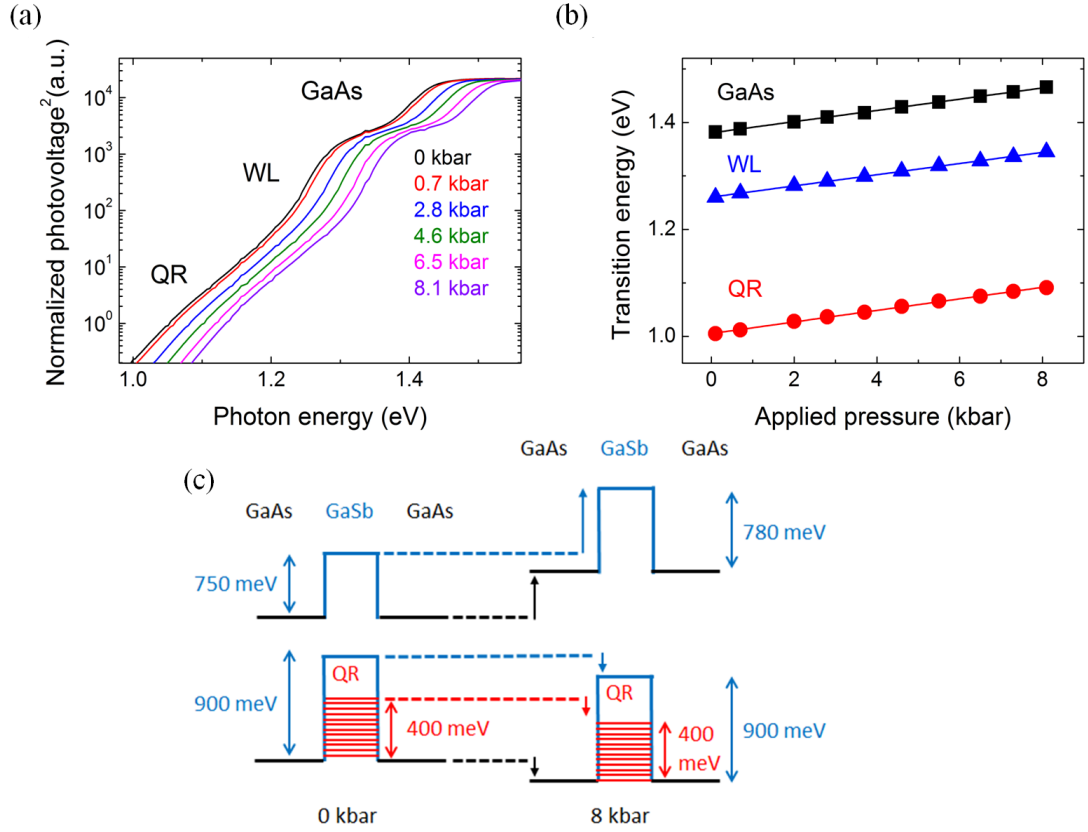 (a)
Normalized photovoltage² (a.u.)
10⁴
10³
10²
10¹
10⁰
GaAs
WL
QR
0 kbar
0.7 kbar
2.8 kbar
4.6 kbar
6.5 kbar
8.1 kbar
1.0 1.2 1.4
Photon energy (eV)
(b)
Transition energy (eV)
1.4
1.2
1.0
GaAs
WL
QR
0 2 4 6 8
Applied pressure (kbar)
(c)
GaAs GaSb GaAs
GaAs GaSb GaAs
750 meV
780 meV
900 meV
QR
400 meV
QR
400
meV
900 meV
0 kbar
8 kbar